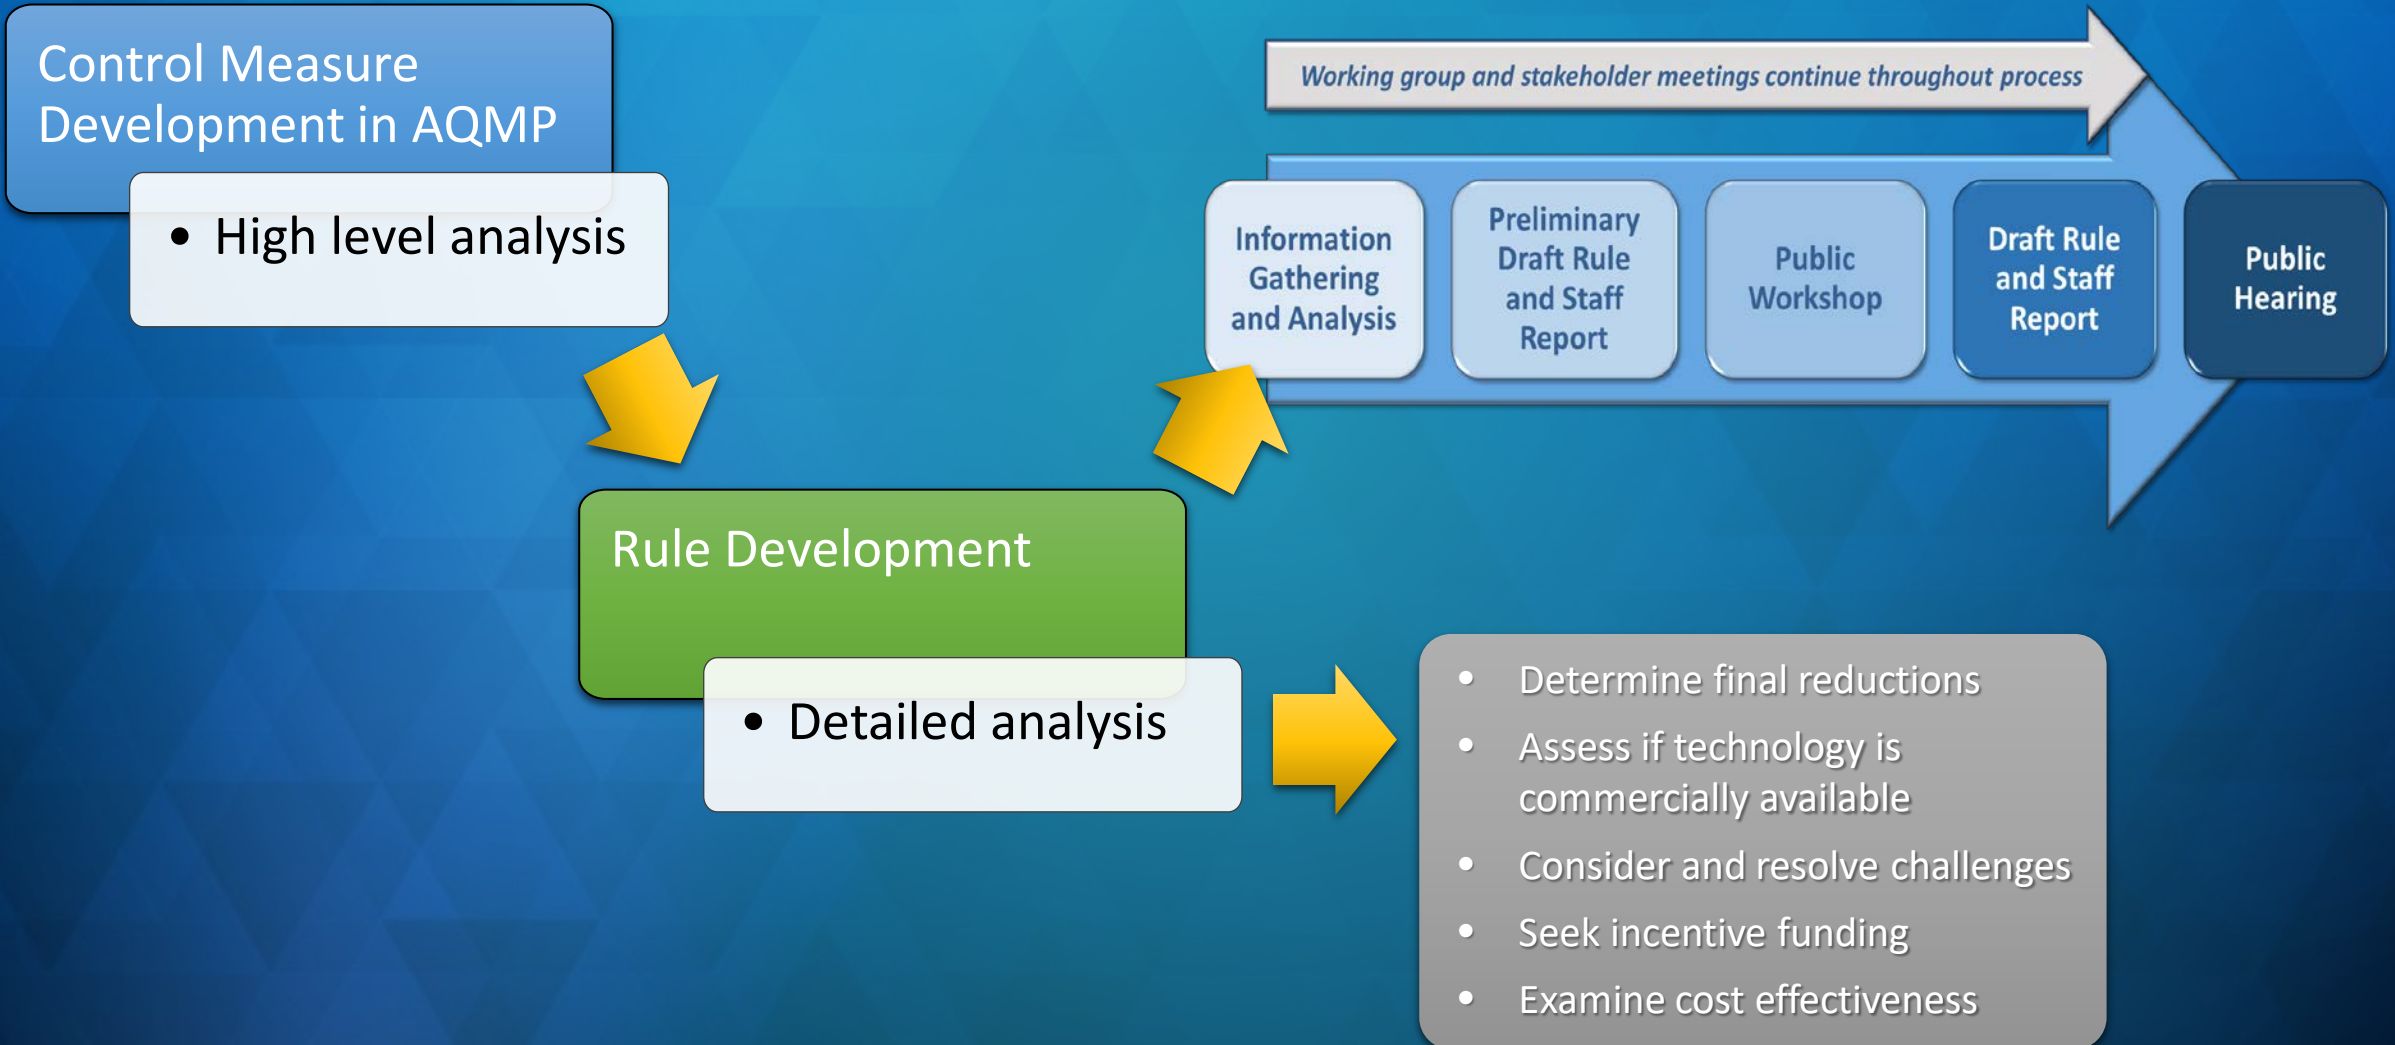 Control Measure
Development in AQMP
• High level analysis
Working group and stakeholder meetings continue throughout process
Information
Gathering
and Analysis
Preliminary
Draft Rule
and Staff
Report
Public
Workshop
Draft Rule
and Staff
Report
Public
Hearing
Rule Development
• Detailed analysis
• Determine final reductions
• Assess if technology is
commercially available
• Consider and resolve challenges
• Seek incentive funding
• Examine cost effectiveness